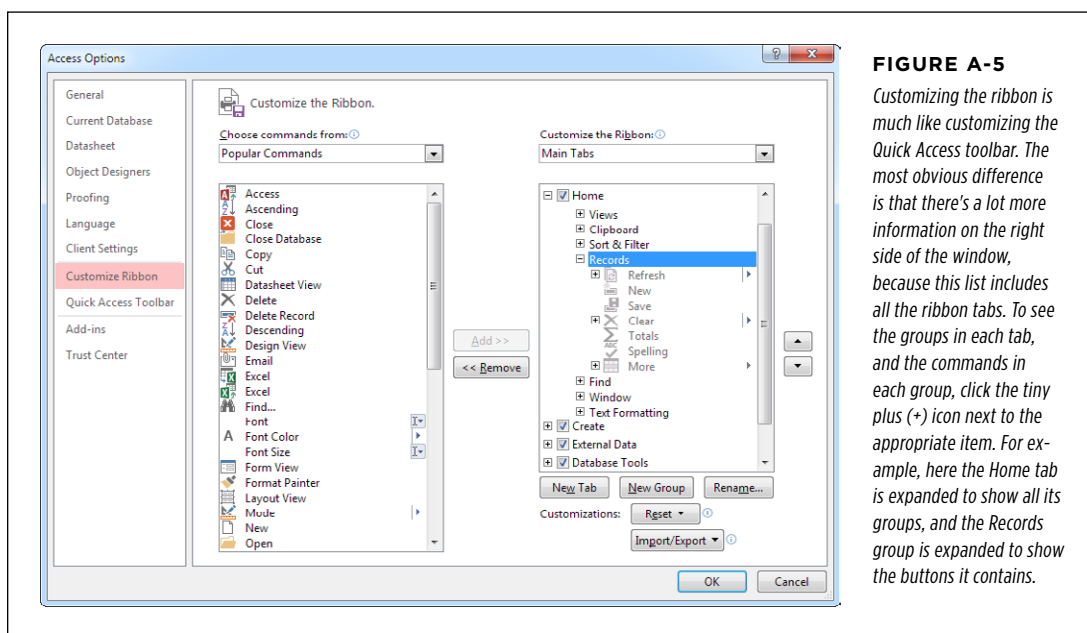 Access Options
General
Current Database
Datasheet
Object Designers
Proofing
Language
Client Settings
Customize Ribbon
Quick Access Toolbar
Add-ins
Trust Center
Customize the Ribbon.
Choose commands from:
Popular Commands
Access
Ascending
Close
Close Database
Copy
Cut
Datasheet View
Delete
Delete Record
Descending
Design View
Email
Excel
Excel
Find...
Font
Font Color
Font Size
Form View
Format Painter
Layout View
Mode
New
Open
Add >>
<< Remove
Customize the Ribbon:
Main Tabs
Home
Views
Clipboard
Sort & Filter
Records
Refresh
New
Save
Clear
Totals
Spelling
More
Find
Window
Text Formatting
Create
External Data
Database Tools
New Tab
New Group
Rename...
Customizations:
Reset
Import/Export
OK
Cancel
FIGURE A-5
Customizing the ribbon is
much like customizing the
Quick Access toolbar. The
most obvious difference
is that there's a lot more
information on the right
side of the window,
because this list includes
all the ribbon tabs. To see
the groups in each tab,
and the commands in
each group, click the tiny
plus (+) icon next to the
appropriate item. For ex-
ample, here the Home tab
is expanded to show all its
groups, and the Records
group is expanded to show
the buttons it contains.